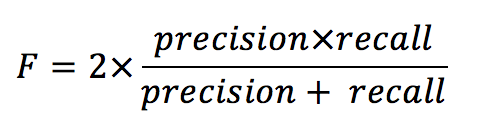 F = 2× precision×recall
precision + recall